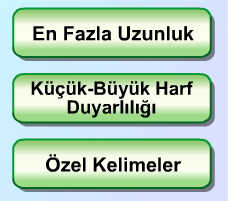 En Fazla Uzunluk
Küçük-Büyük Harf
Duyarlılığı
Özel Kelimeler